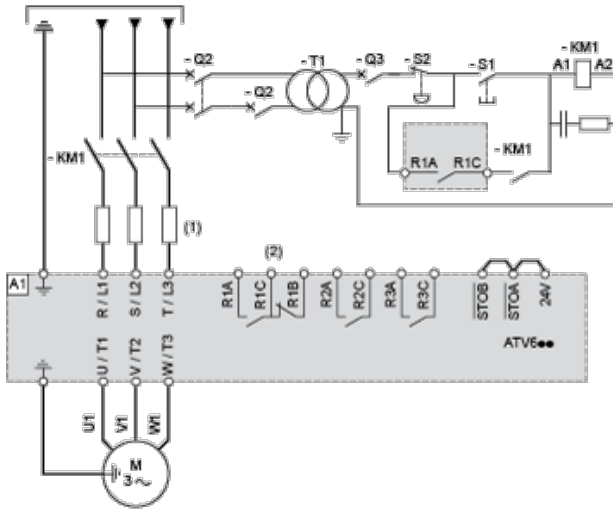 - Q2
- T1
- Q3
- S2
- S1
- KM1
A1
A2
- Q2
- KM1
R1A
R1C
- KM1
(1)
(2)
A1
R / L1
S / L2
T / L3
R1A
R1C
R1B
R2A
R2C
R3A
R3C
STOB
STOA
24V
ATV6●●
U / T1
V / T2
W / T3
U1
V1
W1
M
3 ~